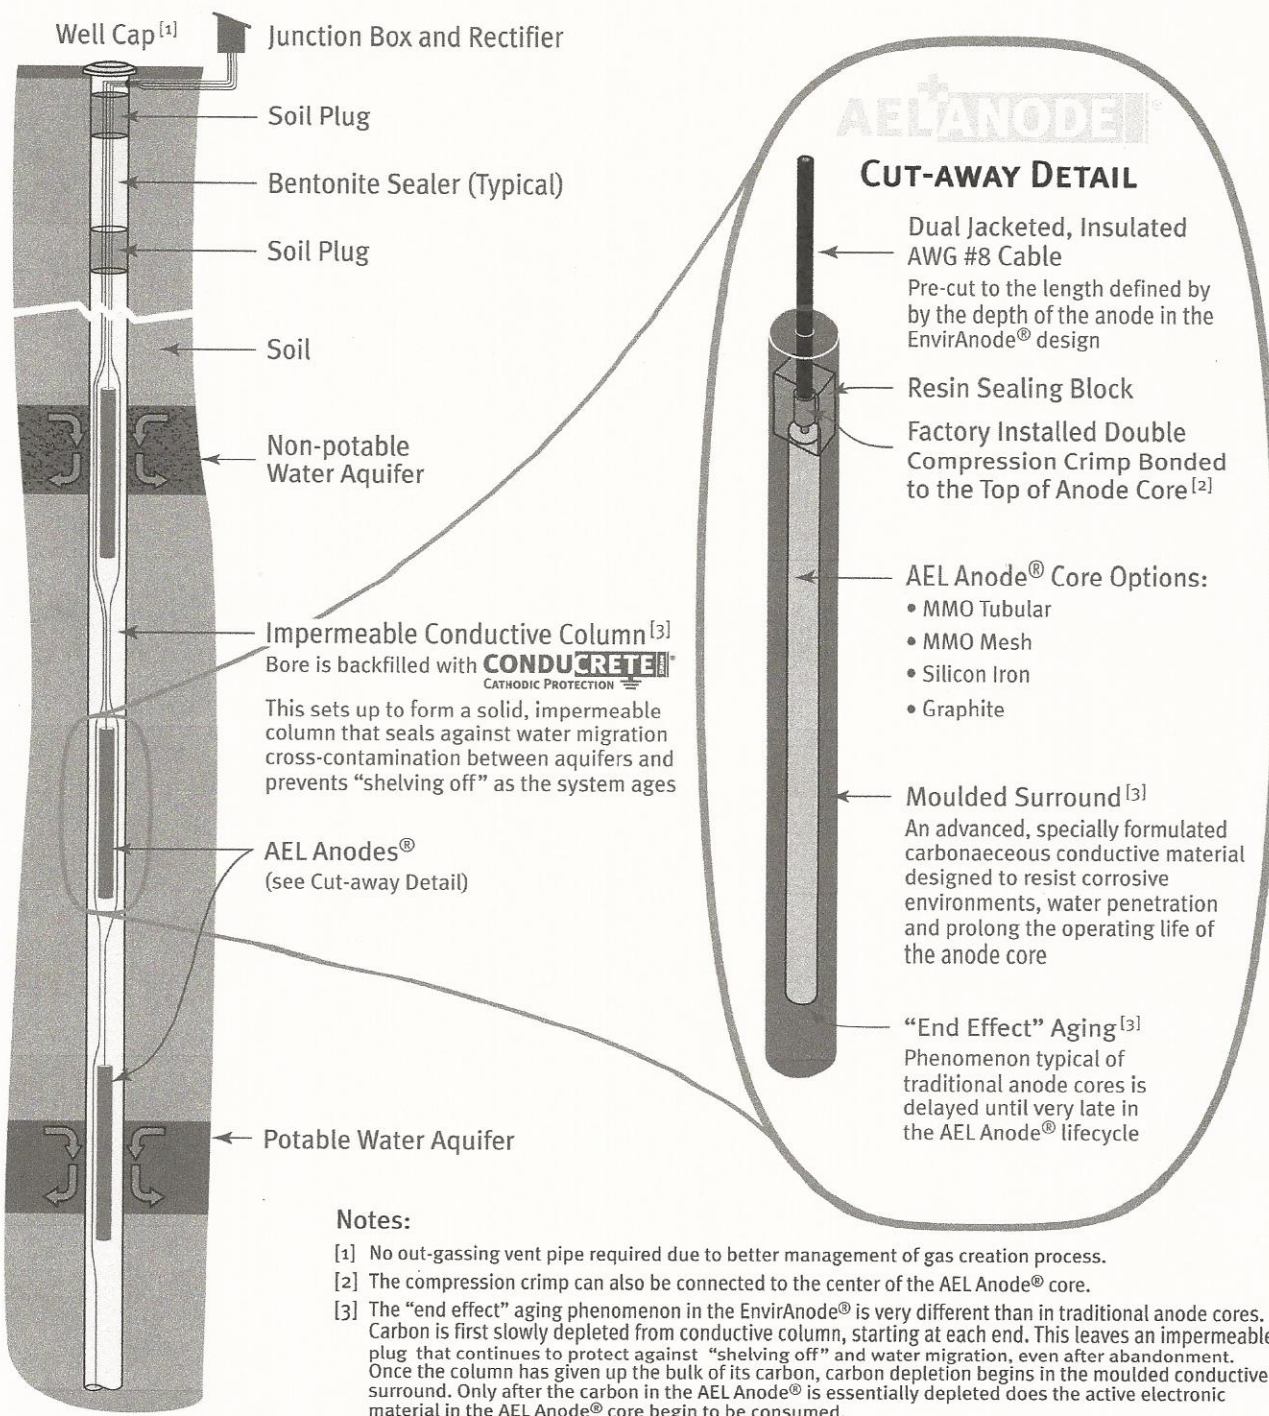 Well Cap [1]
Junction Box and Rectifier
Soil Plug
Bentonite Sealer (Typical)
Soil Plug
Soil
Non-potable
Water Aquifer
Impermeable Conductive Column [3]
Bore is backfilled with CONDUCRETE
CATHODIC PROTECTION
This sets up to form a solid, impermeable
column that seals against water migration
cross-contamination between aquifers and
prevents “shelving off” as the system ages
AEL Anodes®
(see Cut-away Detail)
Potable Water Aquifer
AEL ANODE®
CUT-AWAY DETAIL
Dual Jacketed, Insulated
AWG #8 Cable
Pre-cut to the length defined by
by the depth of the anode in the
EnvirAnode® design
Resin Sealing Block
Factory Installed Double
Compression Crimp Bonded
to the Top of Anode Core [2]
AEL Anode® Core Options:
• MMO Tubular
• MMO Mesh
• Silicon Iron
• Graphite
Moulded Surround [3]
An advanced, specially formulated
carbonaeceous conductive material
designed to resist corrosive
environments, water penetration
and prolong the operating life of
the anode core
“End Effect” Aging [3]
Phenomenon typical of
traditional anode cores is
delayed until very late in
the AEL Anode® lifecycle
Notes:
[1] No out-gassing vent pipe required due to better management of gas creation process.
[2] The compression crimp can also be connected to the center of the AEL Anode® core.
[3] The “end effect” aging phenomenon in the EnvirAnode® is very different than in traditional anode cores.
Carbon is first slowly depleted from conductive column, starting at each end. This leaves an impermeable
plug that continues to protect against “shelving off” and water migration, even after abandonment.
Once the column has given up the bulk of its carbon, carbon depletion begins in the moulded conductive
surround. Only after the carbon in the AEL Anode® is essentially depleted does the active electronic
material in the AEL Anode® core begin to be consumed.